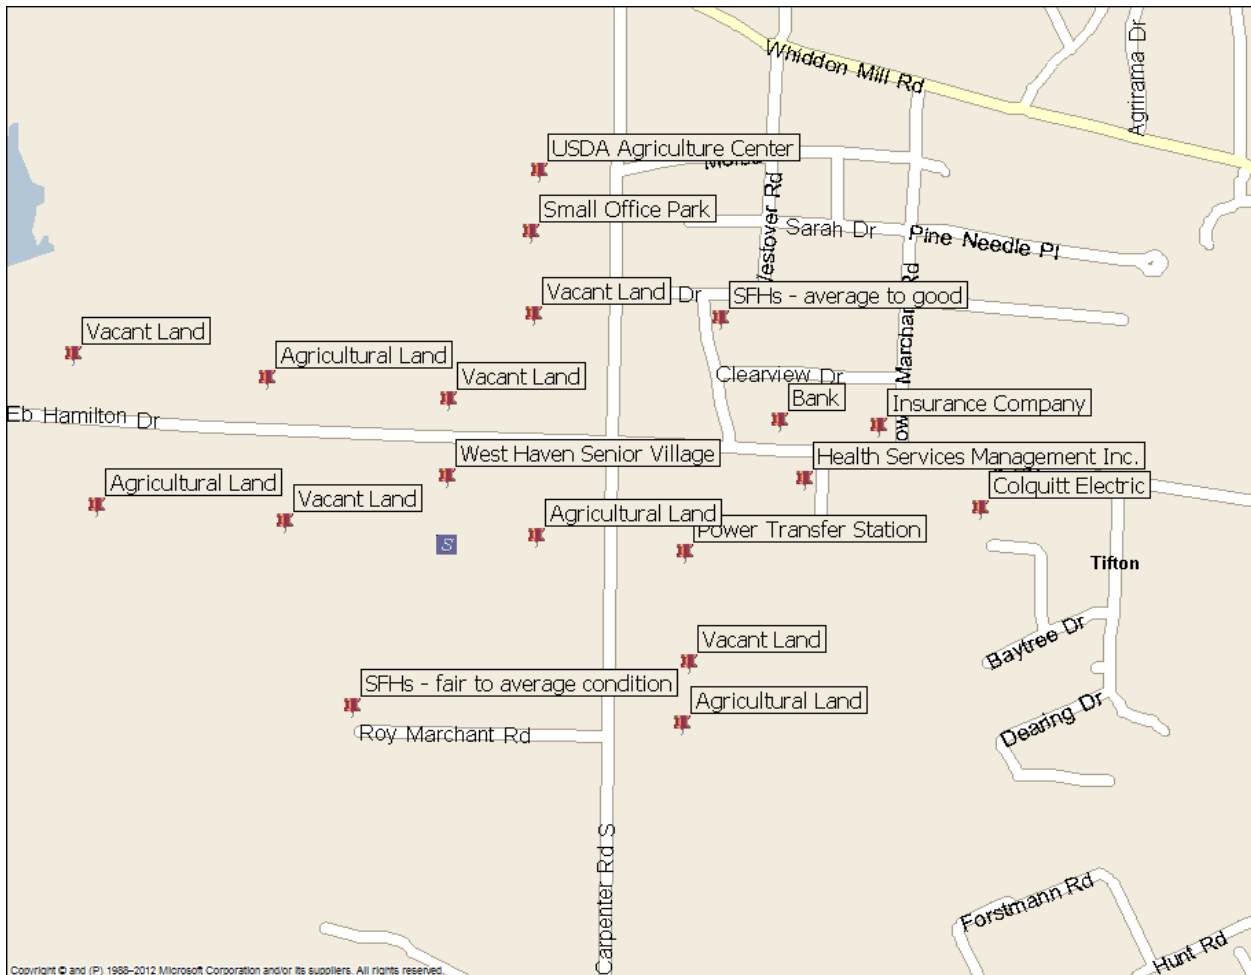 Whiddon Mill Rd
Agrirama Dr
USDA Agriculture Center
Westover Rd
Small Office Park
Sarah Dr
Pine Needle Pl
Vacant Land
Dr
SFHs - average to good
Vacant Land
Agricultural Land
Vacant Land
Clearview Dr
Marchant Rd
Bank
Insurance Company
Eb Hamilton Dr
West Haven Senior Village
Health Services Management Inc.
Agricultural Land
Vacant Land
Colquitt Electric
Agricultural Land
Power Transfer Station
S
Tifton
Baytree Dr
Vacant Land
SFHs - fair to average condition
Agricultural Land
Roy Marchant Rd
Dearing Dr
Carpenter Rd S
Forstmann Rd
Hunt Rd
Copyright © and (P) 1988–2012 Microsoft Corporation and/or its suppliers. All rights reserved.